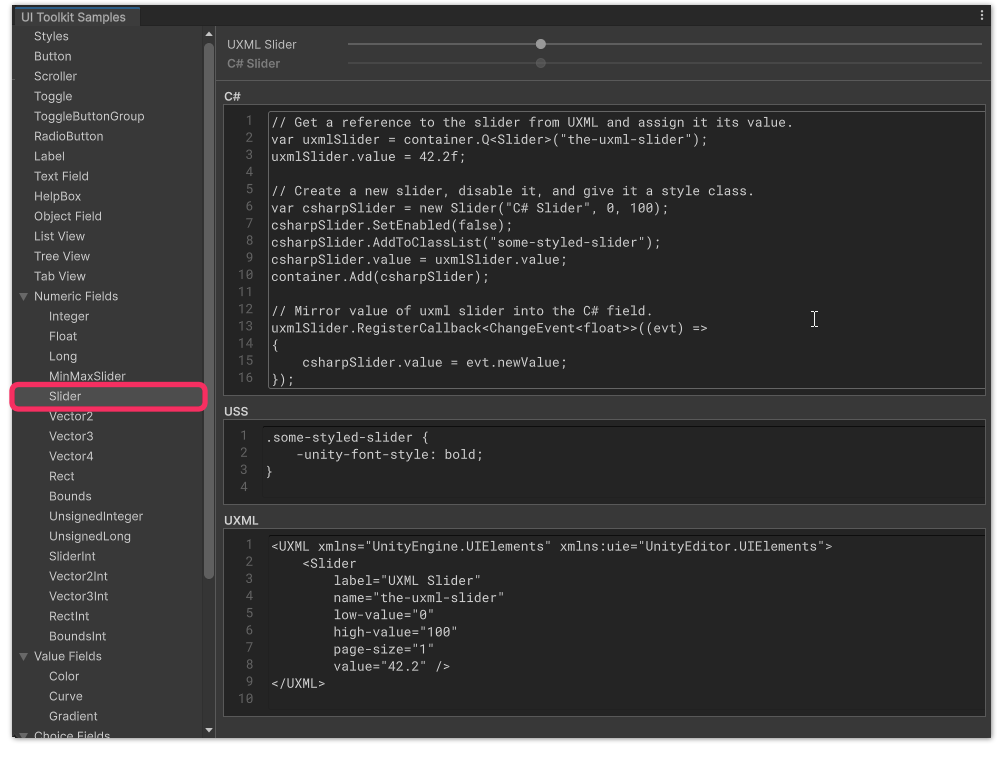 UI Toolkit Samples
Styles
Button
Scroller
Toggle
ToggleButtonGroup
RadioButton
Label
Text Field
HelpBox
Object Field
List View
Tree View
Tab View
Numeric Fields
Integer
Float
Long
MinMaxSlider
Slider
Vector2
Vector3
Vector4
Rect
Bounds
UnsignedInteger
UnsignedLong
SliderInt
Vector2Int
Vector3Int
RectInt
BoundsInt
Value Fields
Color
Curve
Gradient
Choice Fields
UXML Slider
C# Slider
C#
1 // Get a reference to the slider from UXML and assign it its value.
2 var uxmlSlider = container.Q<Slider>("the-uxml-slider");
3 uxmlSlider.value = 42.2f;
4
5 // Create a new slider, disable it, and give it a style class.
6 var csharpSlider = new Slider("C# Slider", 0, 100);
7 csharpSlider.SetEnabled(false);
8 csharpSlider.AddToClassList("some-styled-slider");
9 csharpSlider.value = uxmlSlider.value;
10 container.Add(csharpSlider);
11
12 // Mirror value of uxml slider into the C# field.
13 uxmlSlider.RegisterCallback<ChangeEvent<float>>((evt) =>
14 {
15     csharpSlider.value = evt.newValue;
16 });
USS
1 .some-styled-slider {
2     -unity-font-style: bold;
3 }
4
UXML
1 <UXML xmlns="UnityEngine.UIElements" xmlns:uie="UnityEditor.UIElements">
2     <Slider
3         label="UXML Slider"
4         name="the-uxml-slider"
5         low-value="0"
6         high-value="100"
7         page-size="1"
8         value="42.2" />
9 </UXML>
10